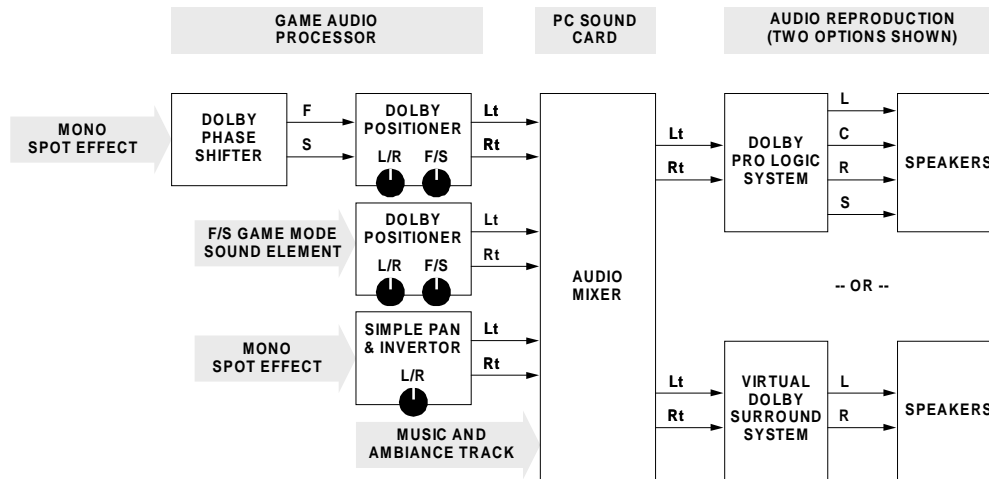 GAME AUDIO
PROCESSOR
PC SOUND
CARD
AUDIO REPRODUCTION
(TWO OPTIONS SHOWN)
MONO
SPOT EFFECT
DOLBY
PHASE
SHIFTER
F
S
DOLBY
POSITIONER
L/R F/S
Lt
Rt
F/S GAME MODE
SOUND ELEMENT
DOLBY
POSITIONER
L/R F/S
Lt
Rt
MONO
SPOT EFFECT
SIMPLE PAN
& INVERTOR
L/R
Lt
Rt
MUSIC AND
AMBIANCE TRACK
AUDIO
MIXER
Lt
Rt
DOLBY
PRO LOGIC
SYSTEM
L
C
R
S
SPEAKERS
-- OR --
Lt
Rt
VIRTUAL
DOLBY
SURROUND
SYSTEM
L
R
SPEAKERS